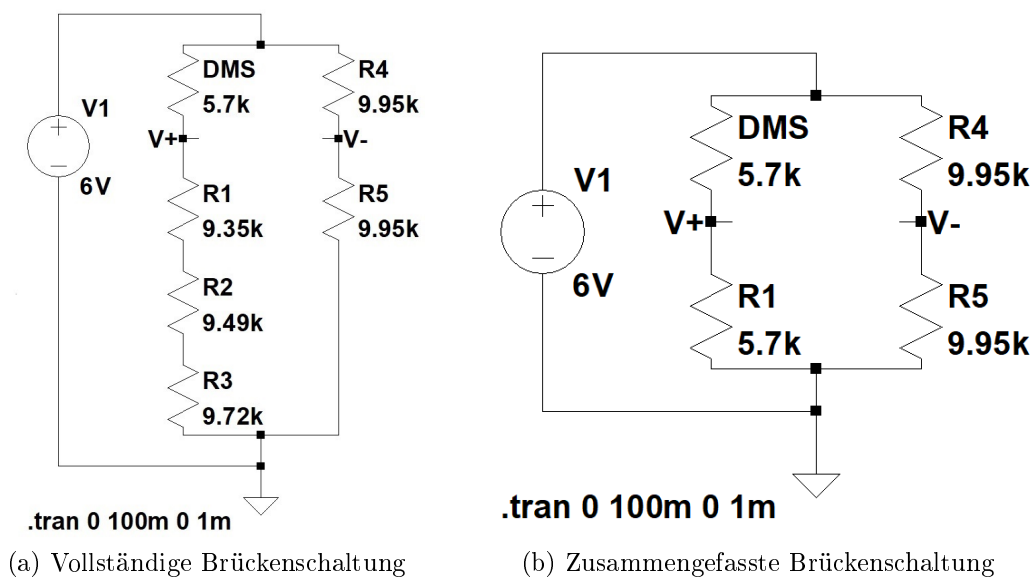 V1
6V
DMS
5.7k
V+
R1
9.35k
R2
9.49k
R3
9.72k
R4
9.95k
V-
R5
9.95k
.tran 0 100m 0 1m
(a) Vollständige Brückenschaltung
V1
6V
DMS
5.7k
V+
R1
5.7k
R4
9.95k
V-
R5
9.95k
.tran 0 100m 0 1m
(b) Zusammengefasste Brückenschaltung